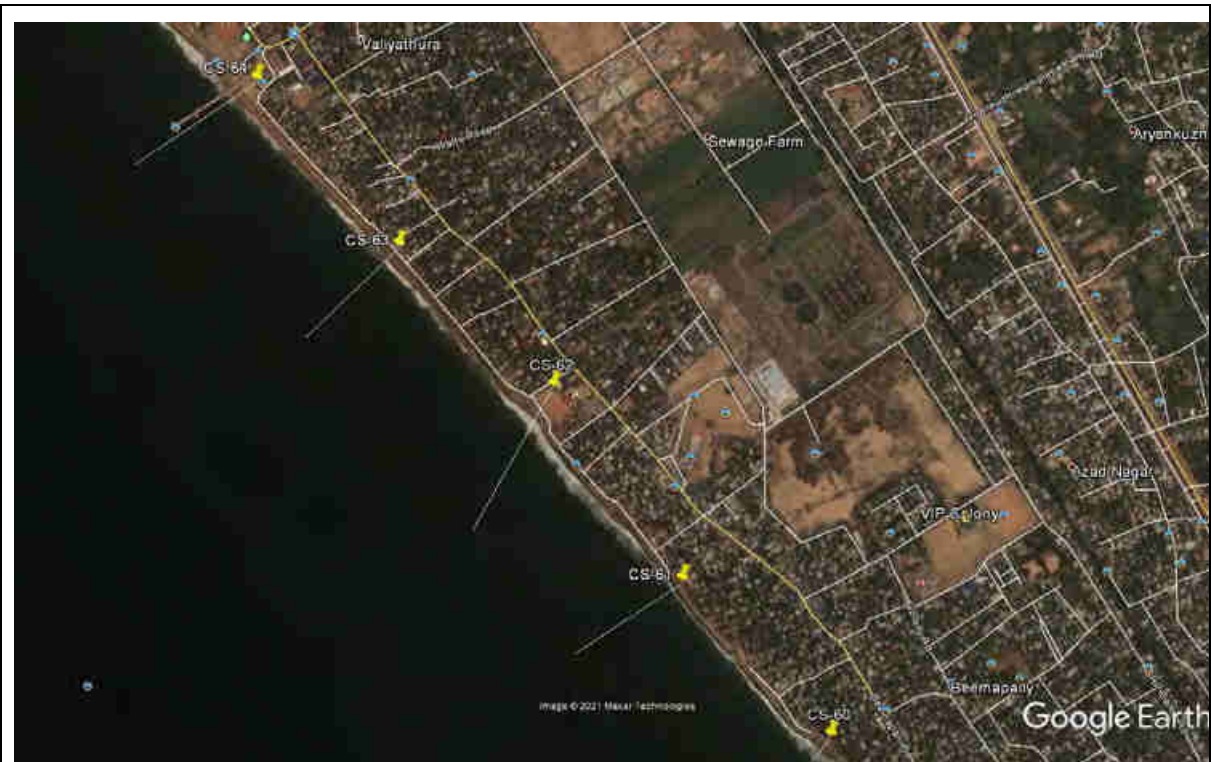 Valiyathura
CS-64
Sewage Farm
CS-63
CS-62
Azad Nagar
VIP Colony
CS-61
Beemapally
Image © 2021 Maxar Technologies
CS-60
Google Earth